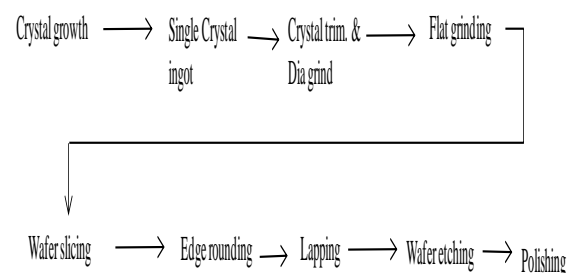 Crystal growth
Single Crystal
ingot
Crystal trim. &
Dia grind
Flat grinding
Wafer slicing
Edge rounding
Lapping
Wafer etching
Polishing